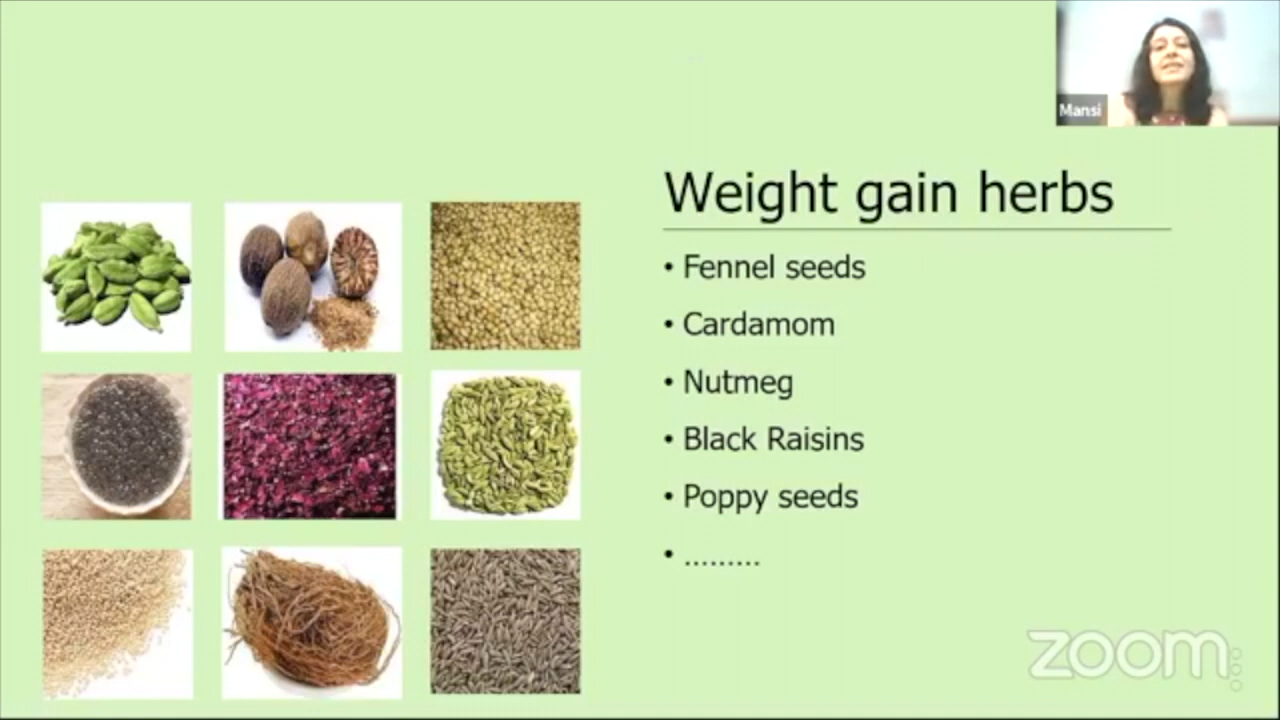 Mansi
Weight gain herbs
• Fennel seeds
• Cardamom
• Nutmeg
• Black Raisins
• Poppy seeds
• .........
zoom